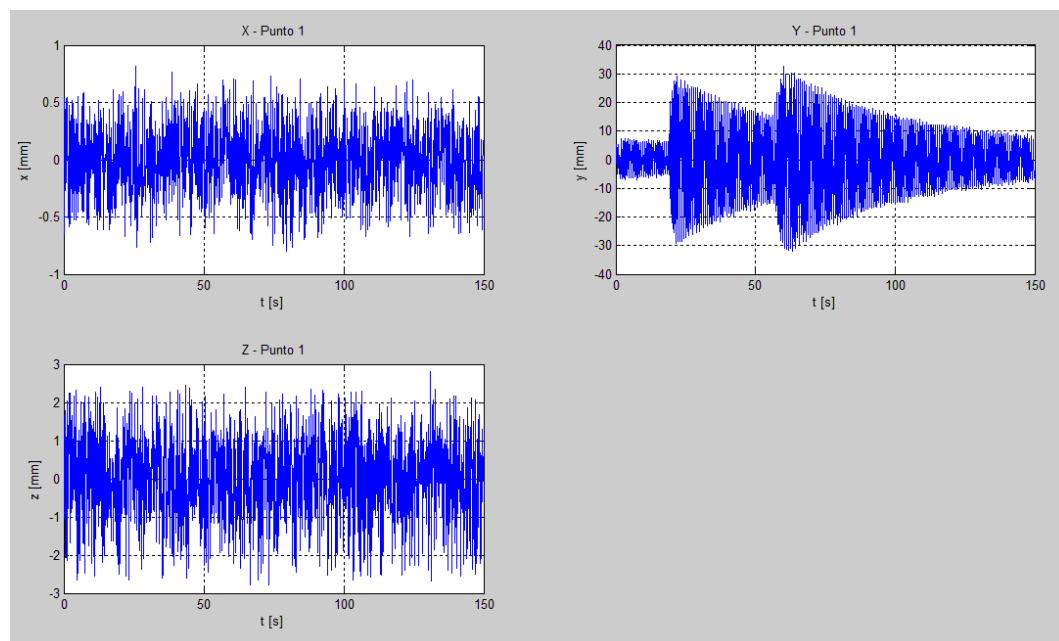 X - Punto 1
1
0.5
0
-0.5
-1
x [mm]
0 50 100 150
t [s]
Y - Punto 1
40
30
20
10
0
-10
-20
-30
-40
y [mm]
0 50 100 150
t [s]
Z - Punto 1
3
2
1
0
-1
-2
-3
z [mm]
0 50 100 150
t [s]